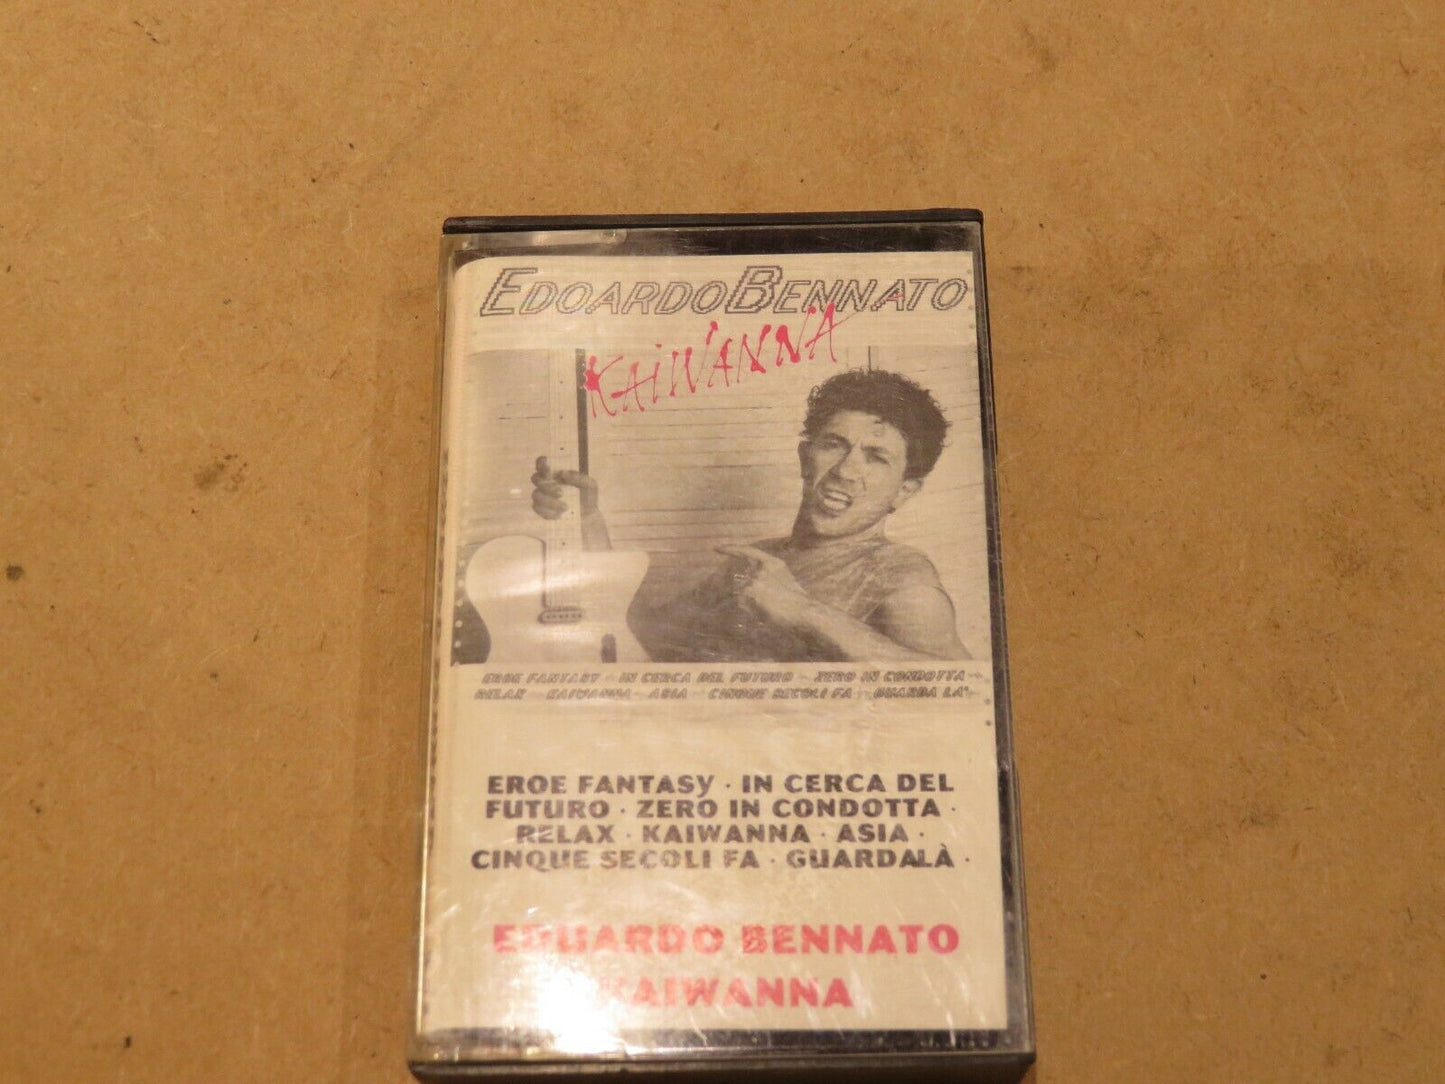 EDOARDO BENNATO
KAIWANNA
EROE FANTASY - IN CERCA DEL FUTURO - ZERO IN CONDOTTA -
RELAX - KAIWANNA - ASIA - CINQUE SECOLI FA - GUARDA LA'
EROE FANTASY · IN CERCA DEL
FUTURO · ZERO IN CONDOTTA ·
RELAX · KAIWANNA · ASIA ·
CINQUE SECOLI FA · GUARDALÀ ·
EDUARDO BENNATO
KAIWANNA